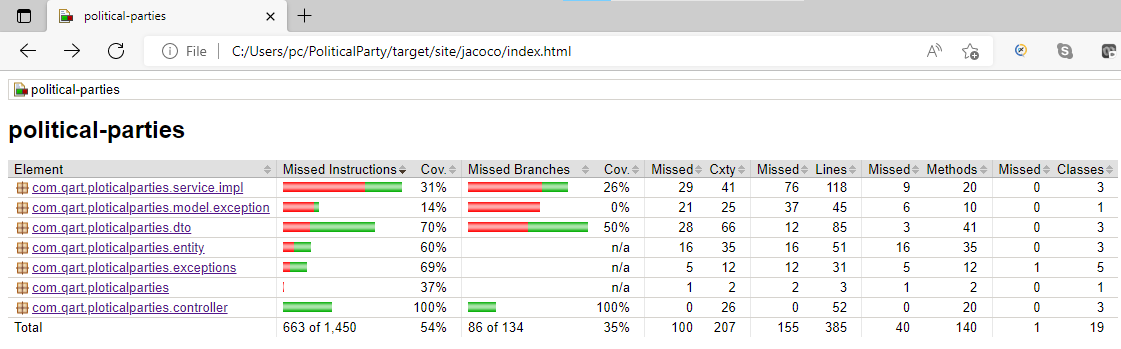 political-parties
File C:/Users/pc/PoliticalParty/target/site/jacoco/index.html
political-parties
political-parties
Element Missed Instructions Cov. Missed Branches Cov. Missed Cxty Missed Lines Missed Methods Missed Classes
com.qart.ploticalparties.service.impl 31% 26% 29 41 76 118 9 20 0 3
com.qart.ploticalparties.model.exception 14% 0% 21 25 37 45 6 10 0 1
com.qart.ploticalparties.dto 70% 50% 28 66 12 85 3 41 0 3
com.qart.ploticalparties.entity 60% n/a 16 35 16 51 16 35 0 3
com.qart.ploticalparties.exceptions 69% n/a 5 12 12 31 5 12 1 5
com.qart.ploticalparties 37% n/a 1 2 2 3 1 2 0 1
com.qart.ploticalparties.controller 100% 100% 0 26 0 52 0 20 0 3
Total 663 of 1,450 54% 86 of 134 35% 100 207 155 385 40 140 1 19